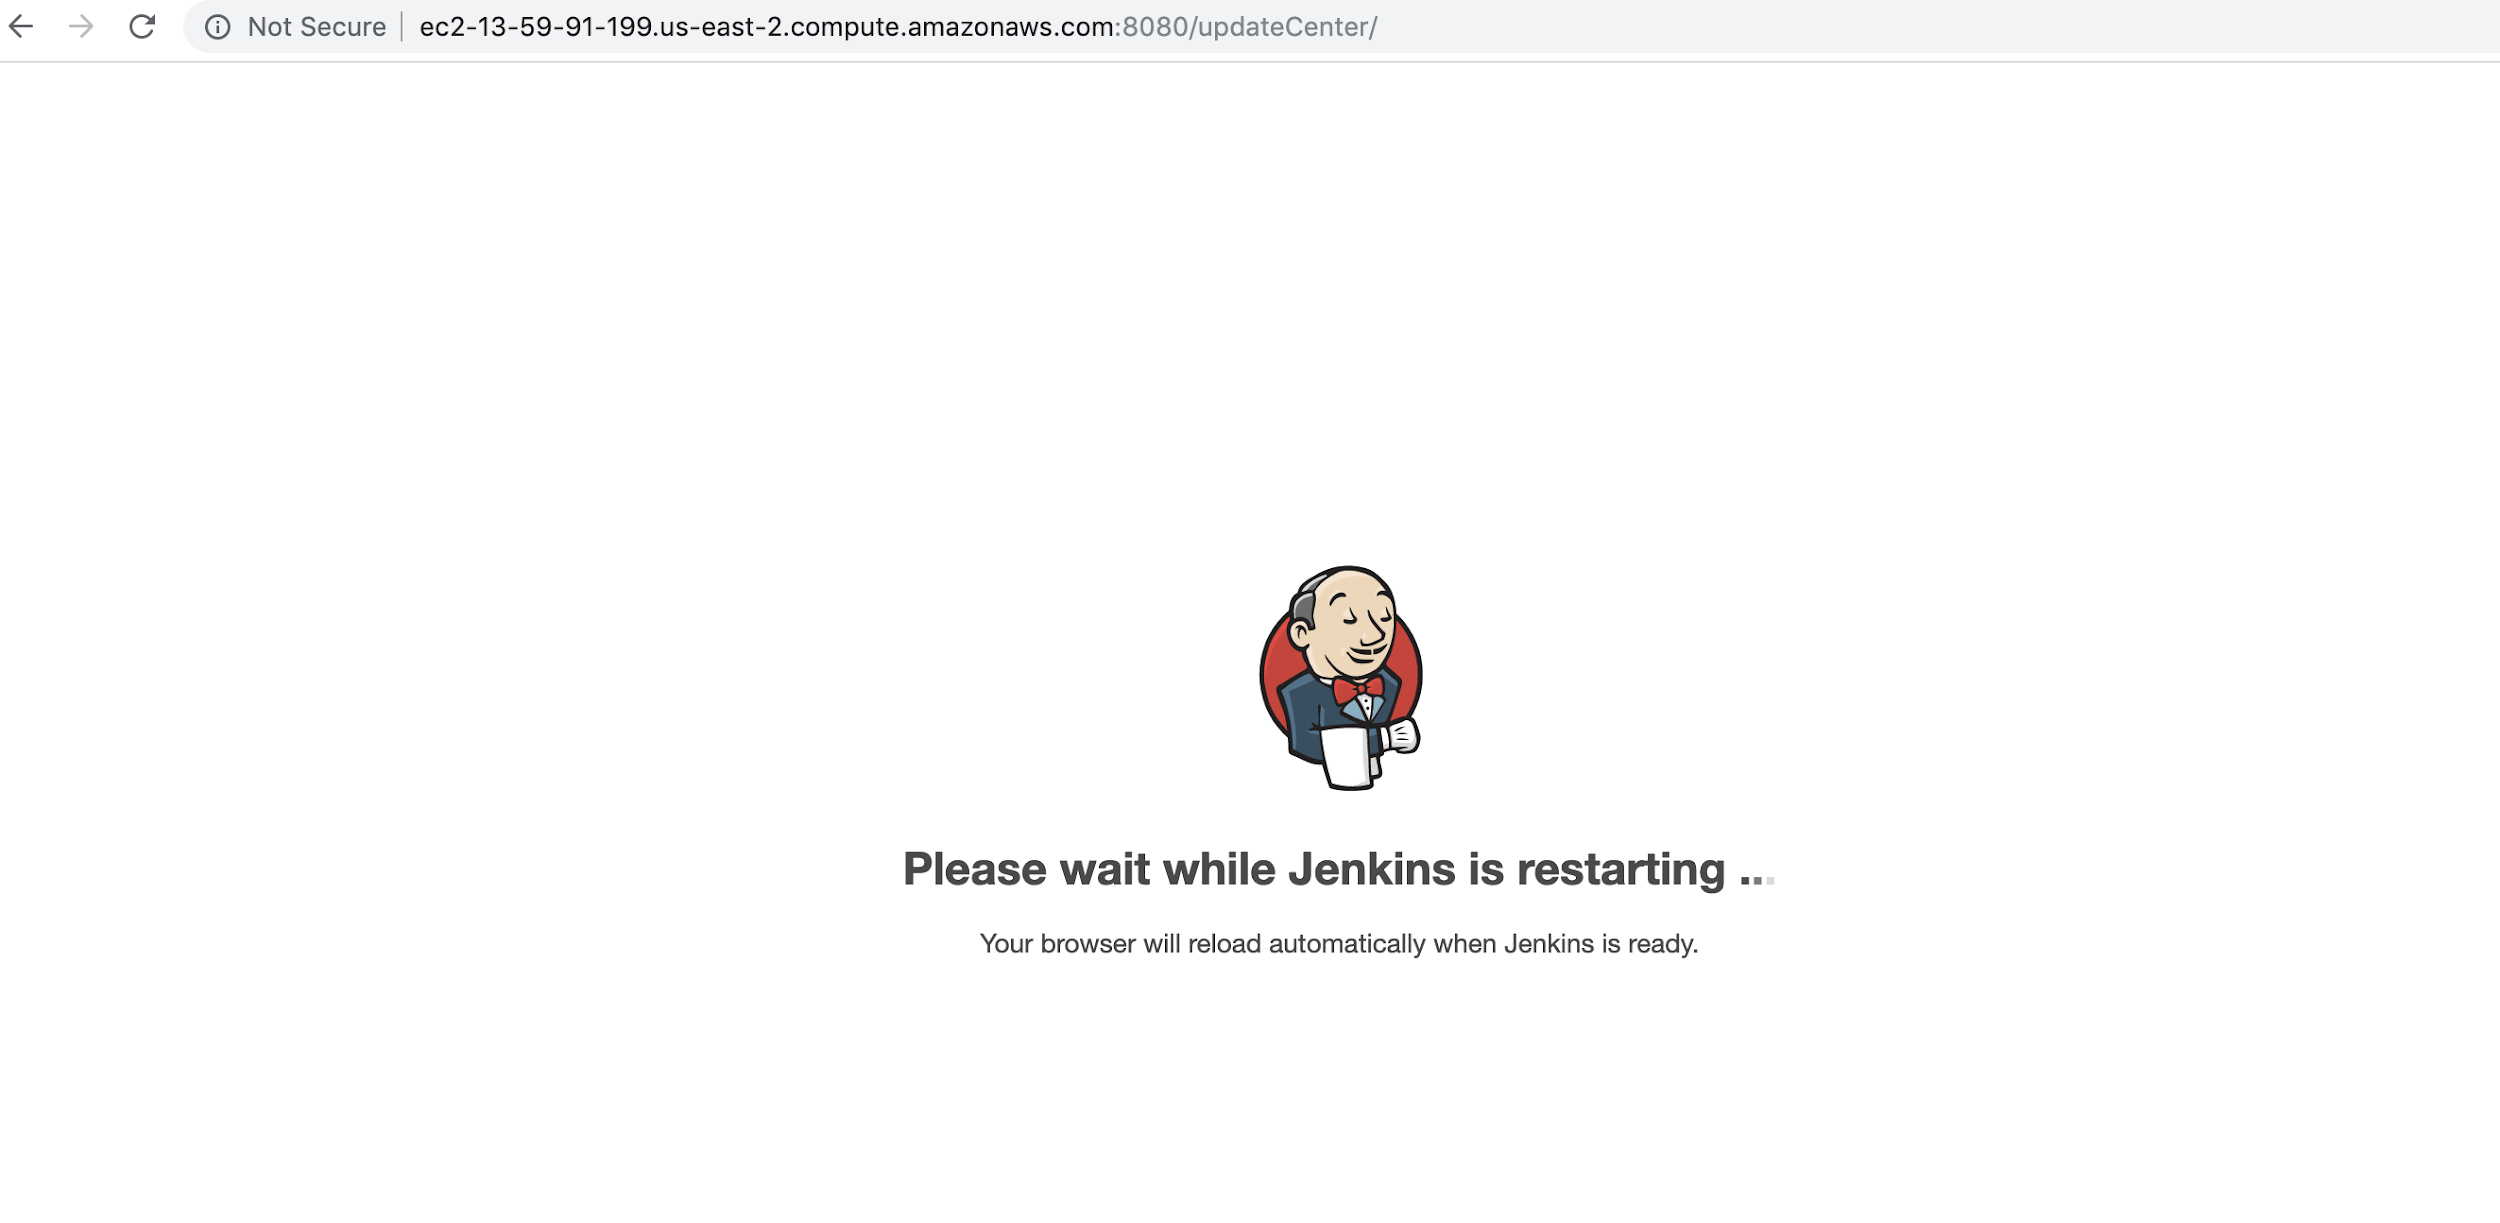 Not Secure | ec2-13-59-91-199.us-east-2.compute.amazonaws.com:8080/updateCenter/
Please wait while Jenkins is restarting ...
Your browser will reload automatically when Jenkins is ready.